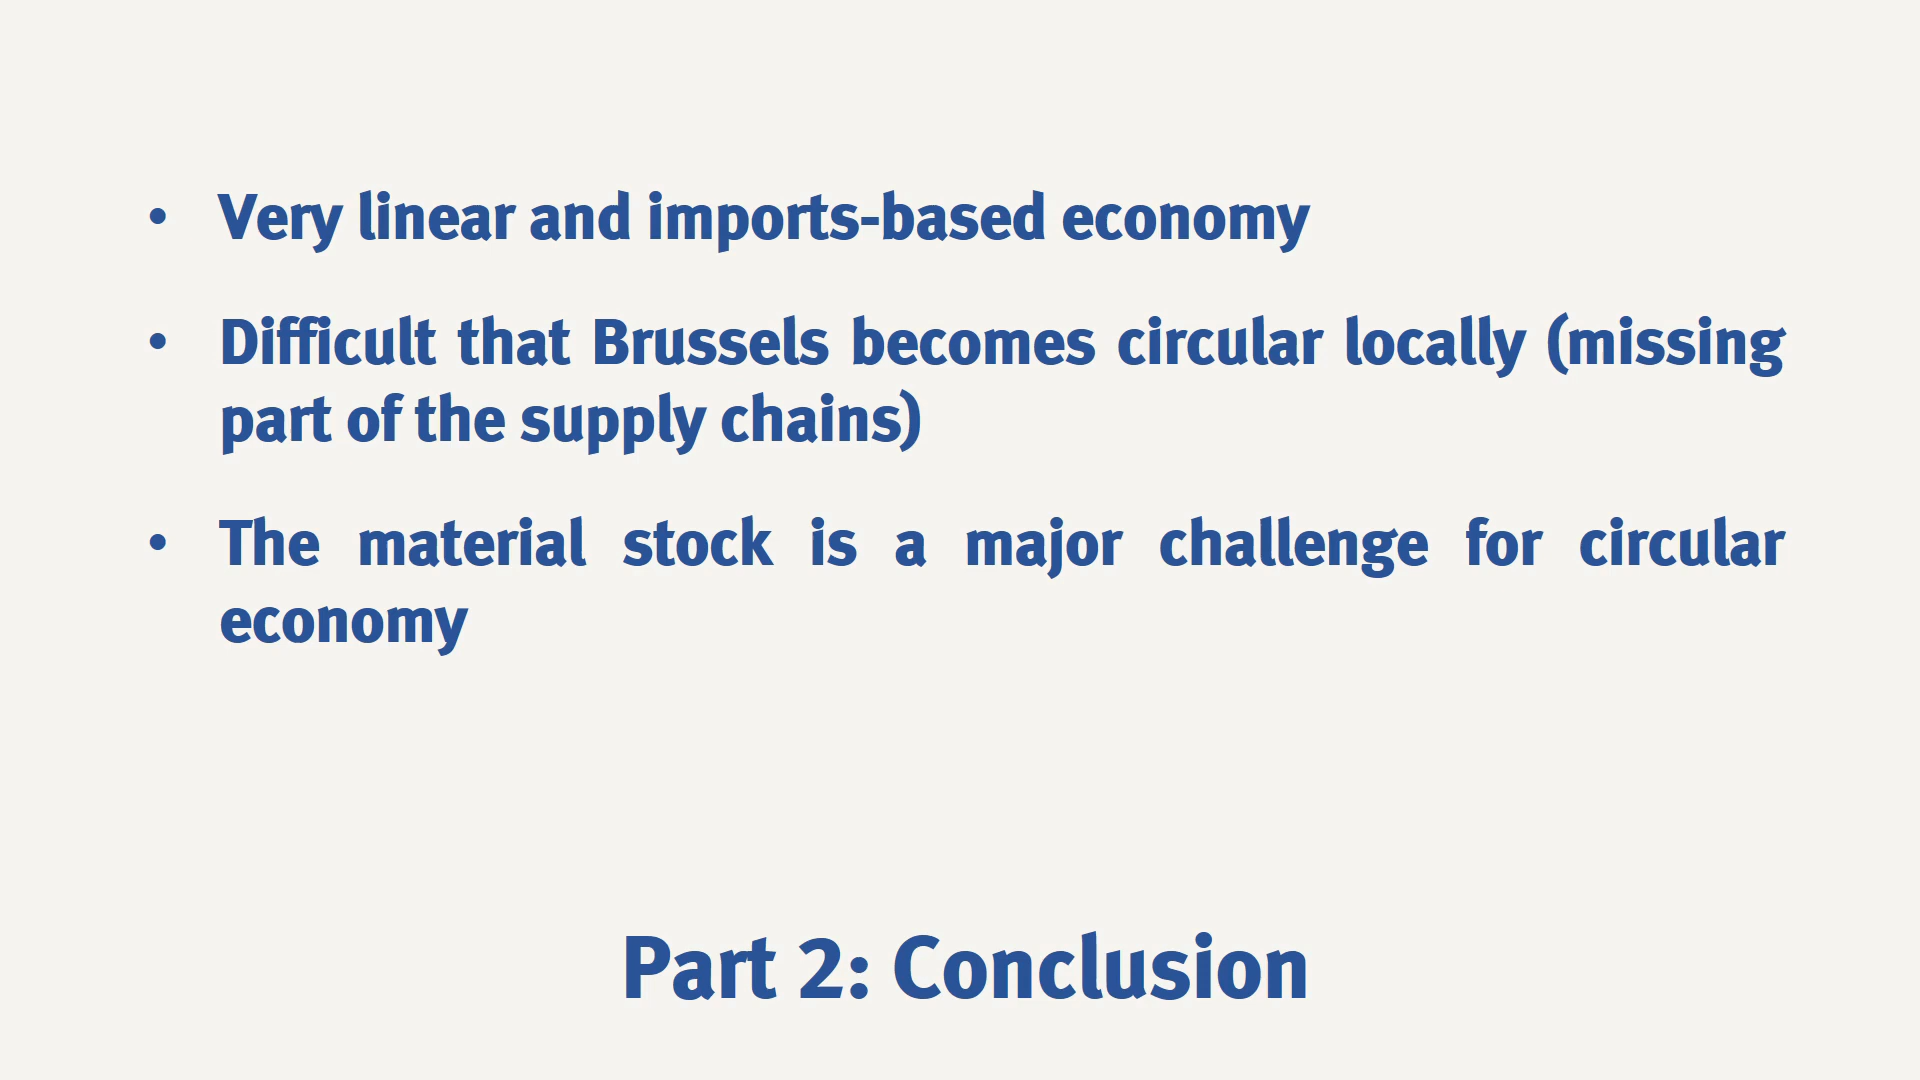 • Very linear and imports-based economy
• Difficult that Brussels becomes circular locally (missing
part of the supply chains)
• The material stock is a major challenge for circular
economy
Part 2: Conclusion